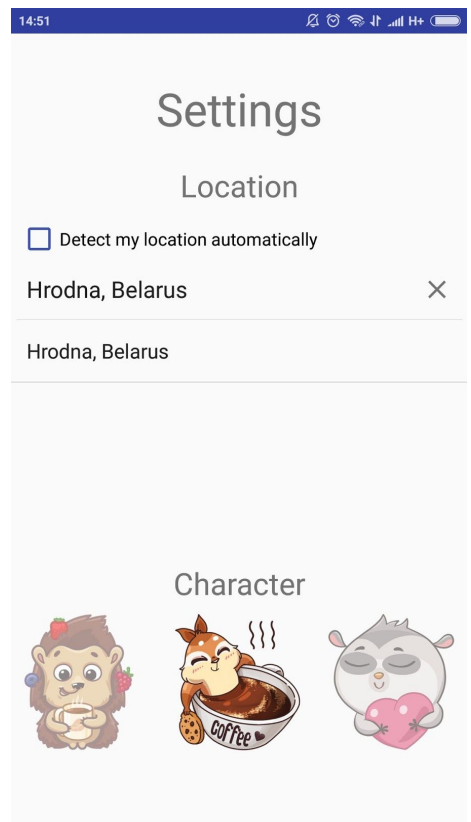 14:51 H+
Settings
Location
Detect my location automatically
Hrodna, Belarus
Hrodna, Belarus
Character
coffee